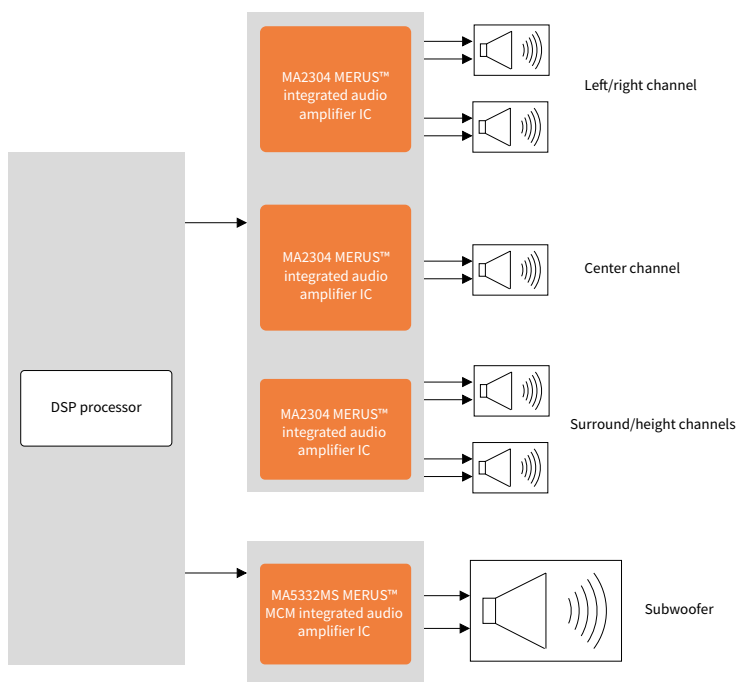 MA2304 MERUS™
integrated audio
amplifier IC
Left/right channel
MA2304 MERUS™
integrated audio
amplifier IC
Center channel
DSP processor
MA2304 MERUS™
integrated audio
amplifier IC
Surround/height channels
MA5332MS MERUS™
MCM integrated audio
amplifier IC
Subwoofer